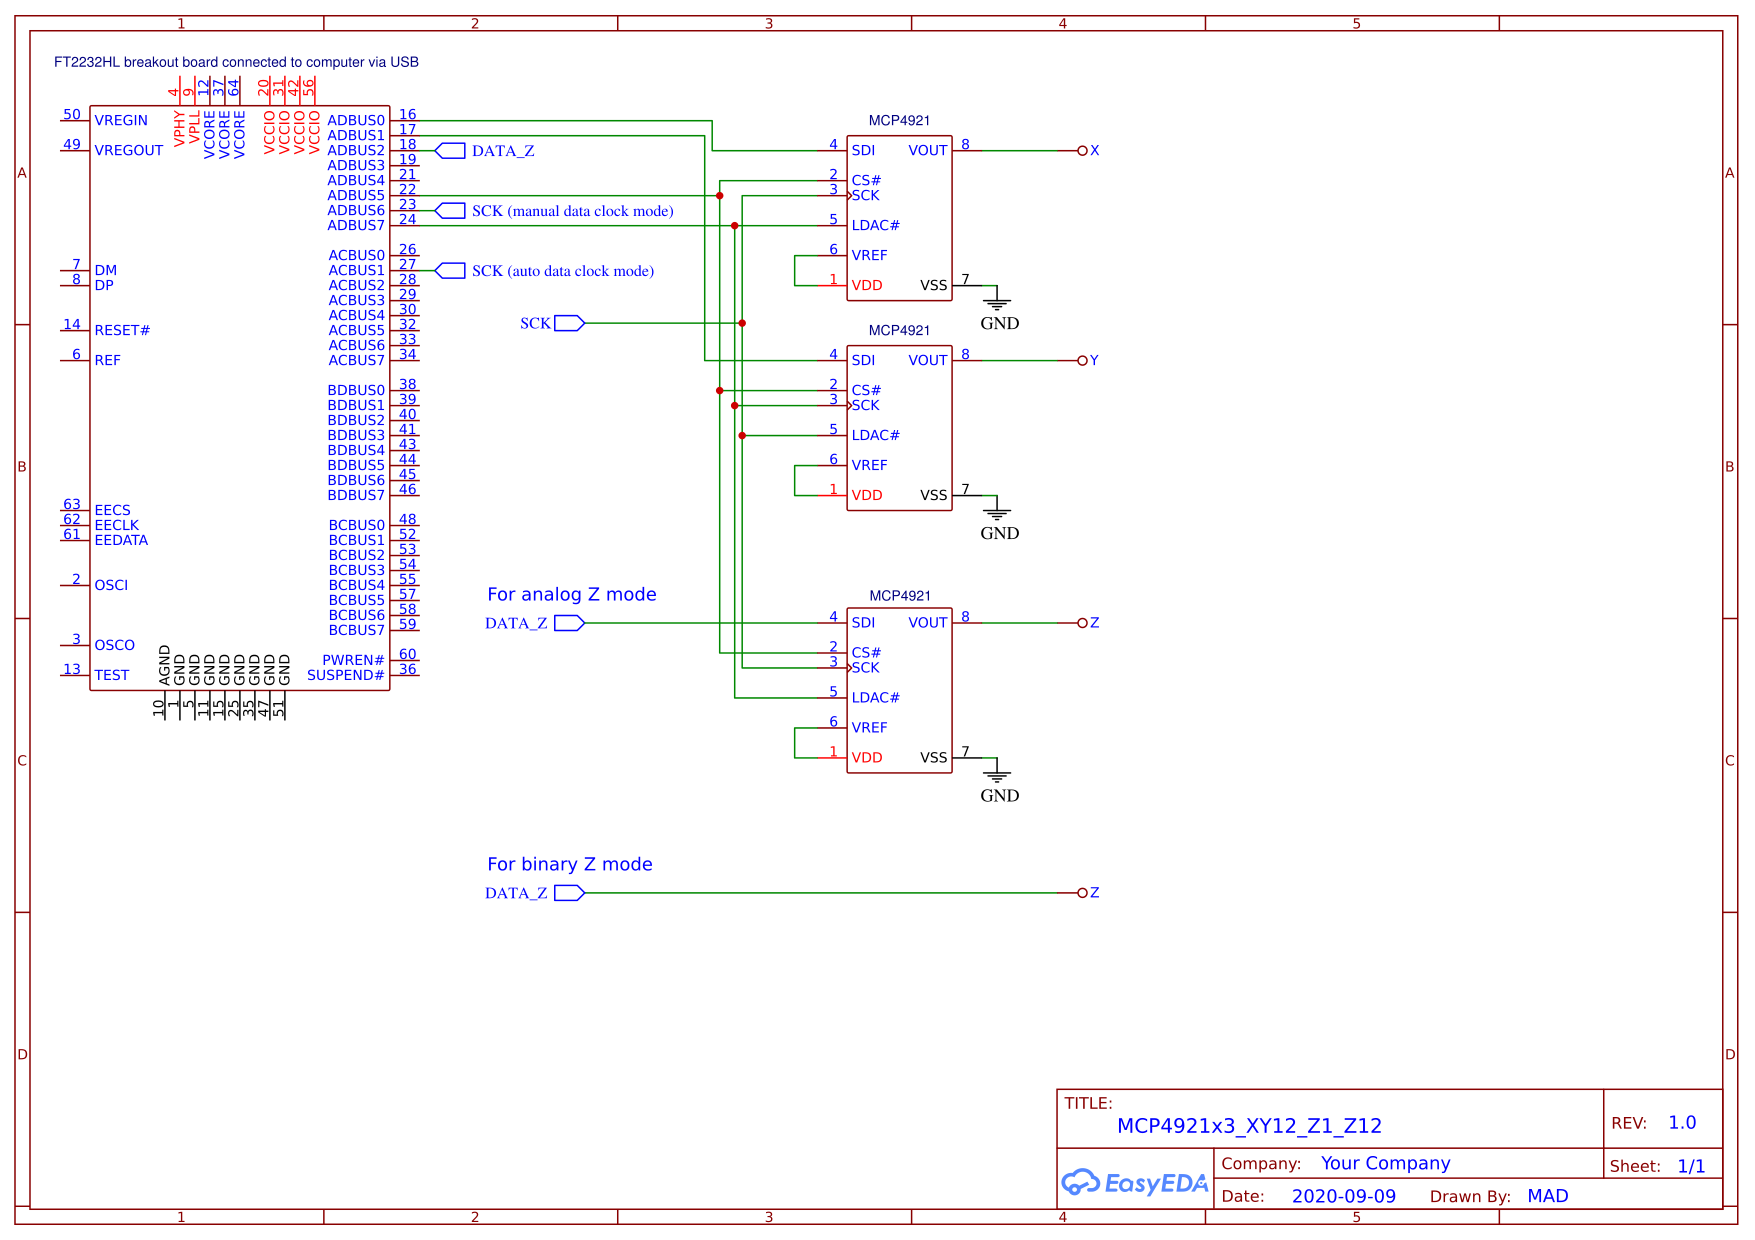 1 2 3 4 5
A A
B B
C C
D D
FT2232HL breakout board connected to computer via USB
4 9 12 37 64 20 31 42 56
VPHY VPLL VCORE VCORE VCORE VCCIO VCCIO VCCIO VCCIO
50 VREGIN
49 VREGOUT
7 DM
8 DP
14 RESET#
6 REF
63 EECS
62 EECLK
61 EEDATA
2 OSCI
3 OSCO
13 TEST
ADBUS0 16
ADBUS1 17
ADBUS2 18 DATA_Z
ADBUS3 19
ADBUS4 21
ADBUS5 22
ADBUS6 23 SCK (manual data clock mode)
ADBUS7 24
ACBUS0 26
ACBUS1 27 SCK (auto data clock mode)
ACBUS2 28
ACBUS3 29
ACBUS4 30
ACBUS5 32
ACBUS6 33
ACBUS7 34
BDBUS0 38
BDBUS1 39
BDBUS2 40
BDBUS3 41
BDBUS4 43
BDBUS5 44
BDBUS6 45
BDBUS7 46
BCBUS0 48
BCBUS1 52
BCBUS2 53
BCBUS3 54
BCBUS4 55
BCBUS5 57
BCBUS6 58
BCBUS7 59
PWREN# 60
SUSPEND# 36
AGND GND GND GND GND GND GND GND GND
10 1 5 11 15 25 35 47 51
SCK
MCP4921
4 SDI VOUT 8 X
2 CS#
3 SCK
5 LDAC#
6 VREF
1 VDD VSS 7
GND
MCP4921
4 SDI VOUT 8 Y
2 CS#
3 SCK
5 LDAC#
6 VREF
1 VDD VSS 7
GND
For analog Z mode
DATA_Z
MCP4921
4 SDI VOUT 8 Z
2 CS#
3 SCK
5 LDAC#
6 VREF
1 VDD VSS 7
GND
For binary Z mode
DATA_Z Z
TITLE:
MCP4921x3_XY12_Z1_Z12
REV: 1.0
EasyEDA
Company: Your Company
Sheet: 1/1
Date: 2020-09-09 Drawn By: MAD
1 2 3 4 5